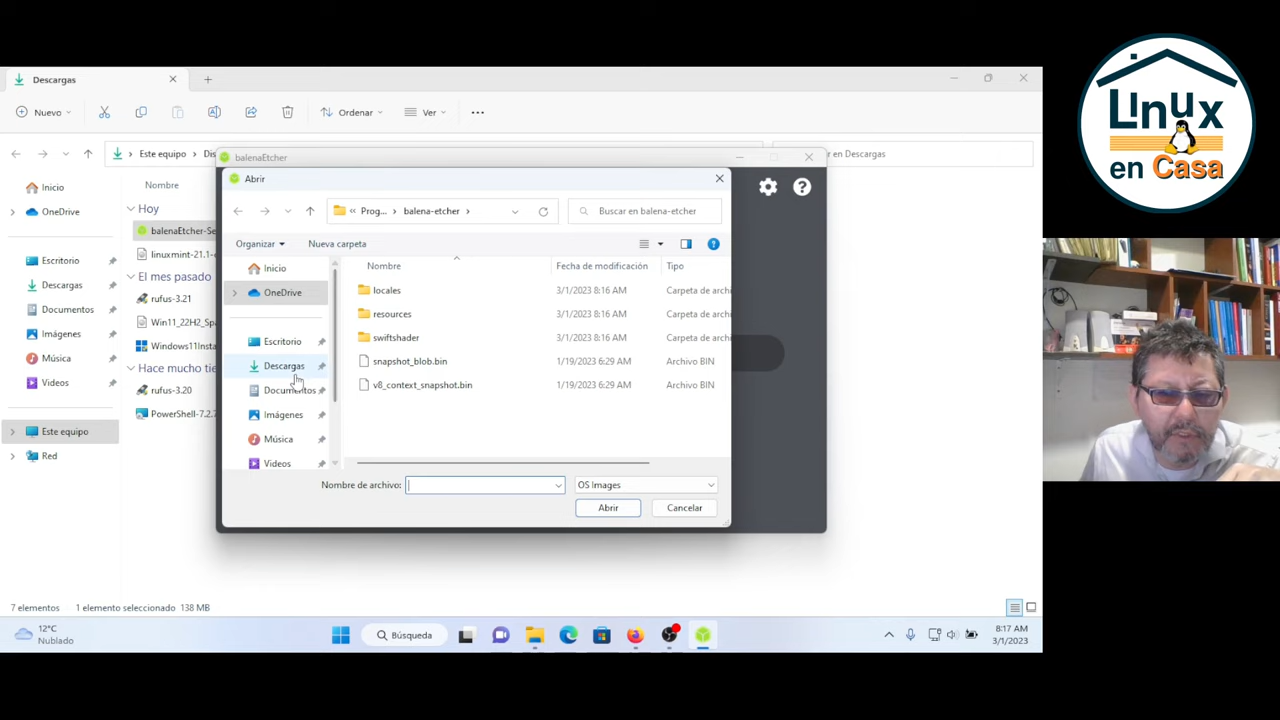 Descargas
Nuevo
Ordenar
Ver
Este equipo
er en Descargas
Inicio
OneDrive
Escritorio
Descargas
Documentos
Imágenes
Música
Videos
Este equipo
Red
Nombre
Hoy
balenaEtcher-Se
linuxmint-21.1-
El mes pasado
rufus-3.21
Win11_22H2_Spa
Windows11Insta
Hace mucho tie
rufus-3.20
PowerShell-7.2.7
balenaEtcher
Abrir
« Prog... > balena-etcher >
Buscar en balena-etcher
Organizar
Nueva carpeta
Inicio
OneDrive
Escritorio
Descargas
Documentos
Imágenes
Música
Videos
Nombre Fecha de modificación Tipo
locales 3/1/2023 8:16 AM Carpeta de archi
resources 3/1/2023 8:16 AM Carpeta de archi
swiftshader 3/1/2023 8:16 AM Carpeta de archi
snapshot_blob.bin 1/19/2023 6:29 AM Archivo BIN
v8_context_snapshot.bin 1/19/2023 6:29 AM Archivo BIN
Nombre de archivo:
OS Images
Abrir
Cancelar
7 elementos 1 elemento seleccionado 138 MB
12°C
Nublado
Búsqueda
8:17 AM
3/1/2023
Linux
en Casa